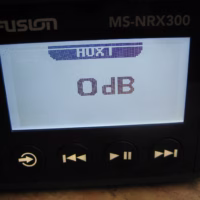 FUSION
MS-NRX300
AUX1
0dB